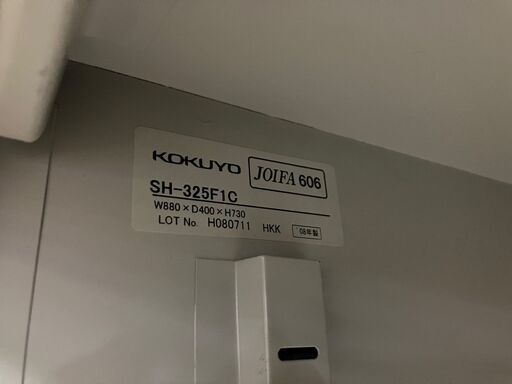 KOKUYO JOIFA 606
SH-325F1C
W880×D400×H730
LOT No. H080711 HKK '08年製